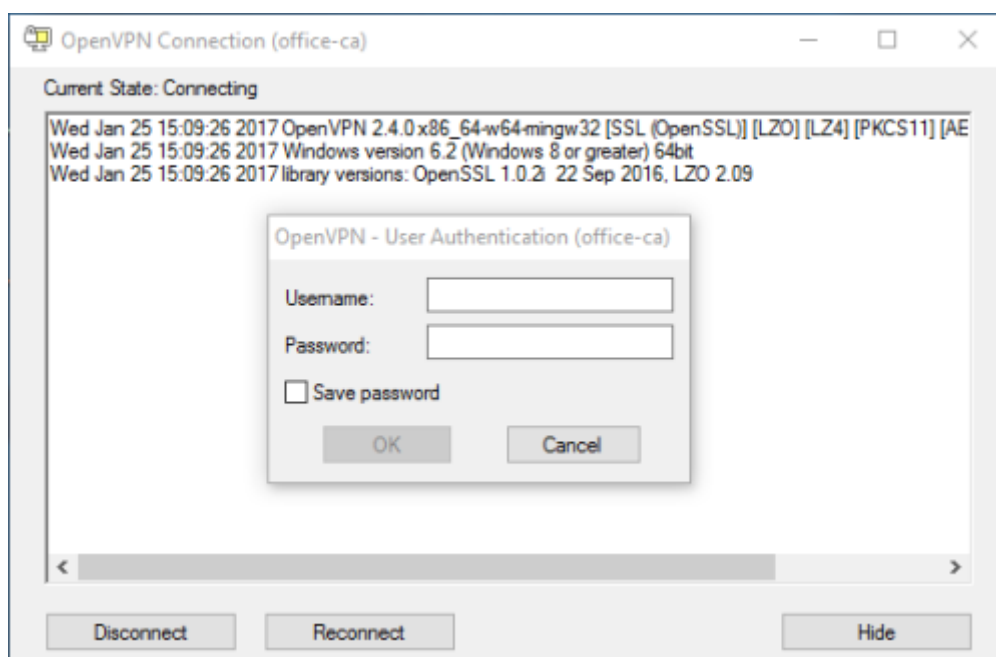 OpenVPN Connection (office-ca)
Current State: Connecting
Wed Jan 25 15:09:26 2017 OpenVPN 2.4.0 x86_64-w64-mingw32 [SSL (OpenSSL)] [LZO] [LZ4] [PKCS11] [AE
Wed Jan 25 15:09:26 2017 Windows version 6.2 (Windows 8 or greater) 64bit
Wed Jan 25 15:09:26 2017 library versions: OpenSSL 1.0.2i  22 Sep 2016, LZO 2.09
OpenVPN - User Authentication (office-ca)
Username:
Password:
Save password
OK Cancel
Disconnect Reconnect Hide